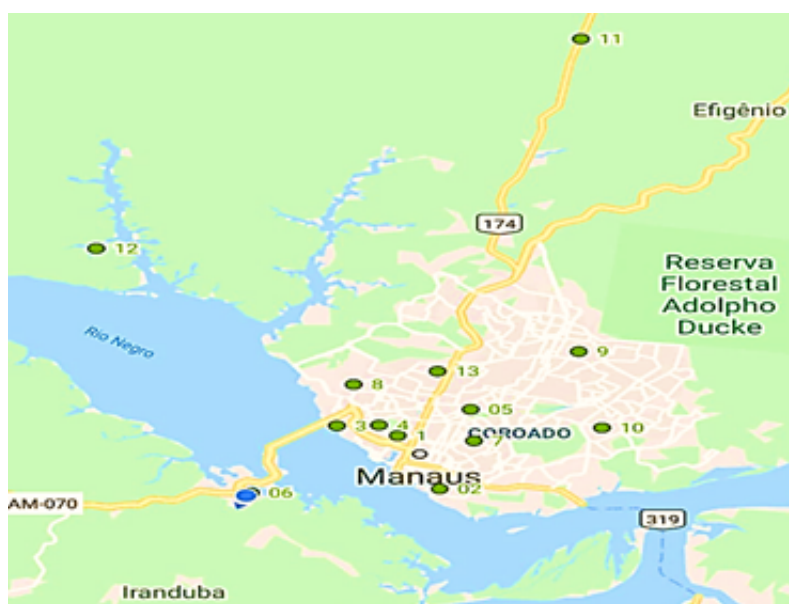 11
Efigênio
174
12
Reserva
Florestal
Adolpho
Ducke
Rio Negro
9
13
8
05
3
4
1
COROADO
7
10
Manaus
02
06
AM-070
319
Iranduba